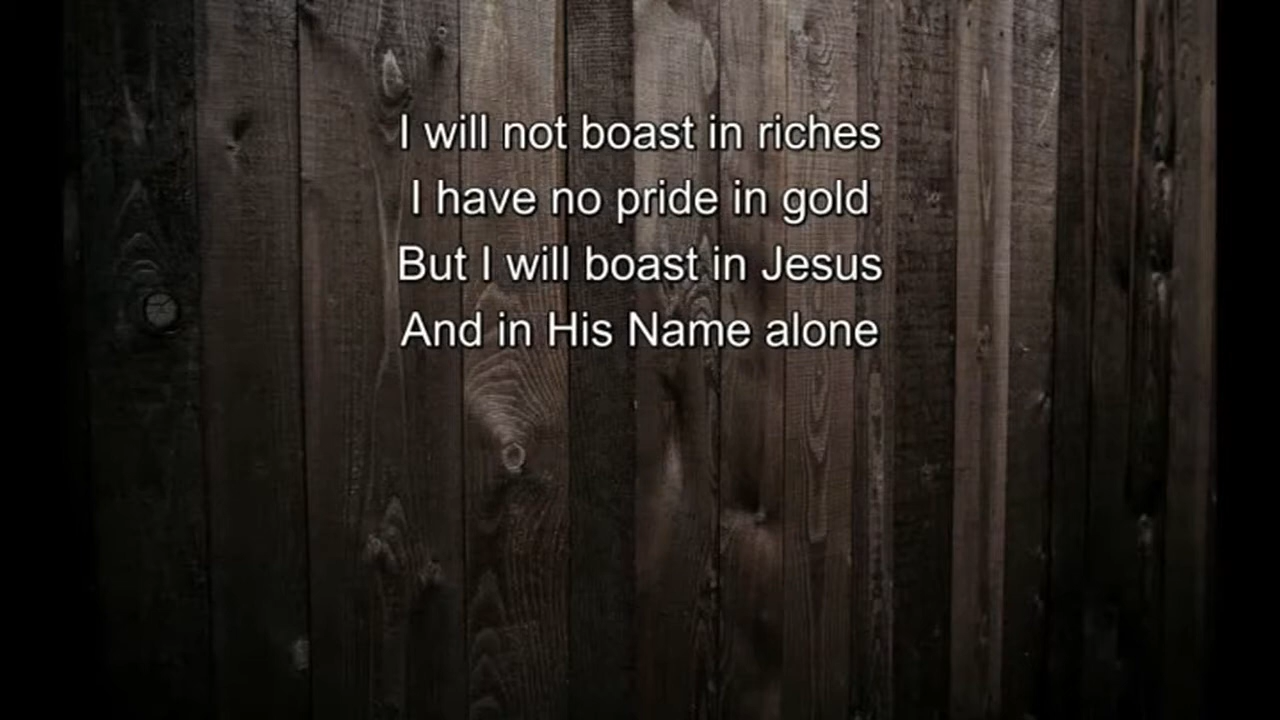 I will not boast in riches
I have no pride in gold
But I will boast in Jesus
And in His Name alone